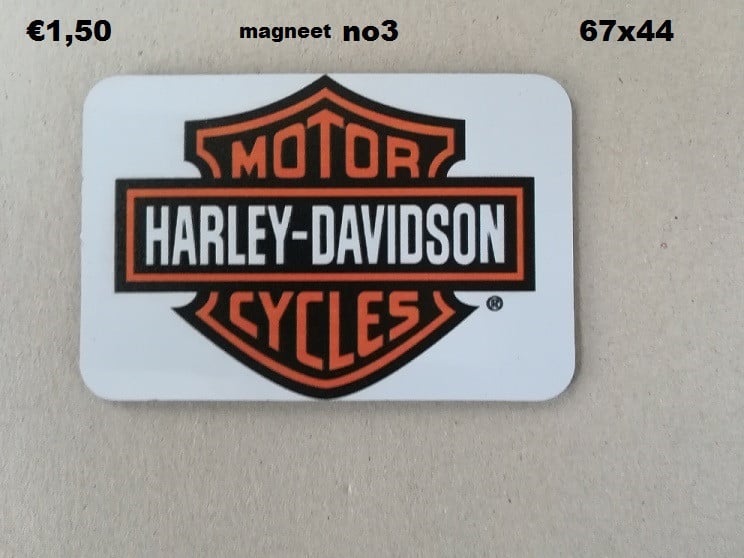 €1,50 magneet no3 67x44
MOTOR
HARLEY-DAVIDSON
CYCLES
®